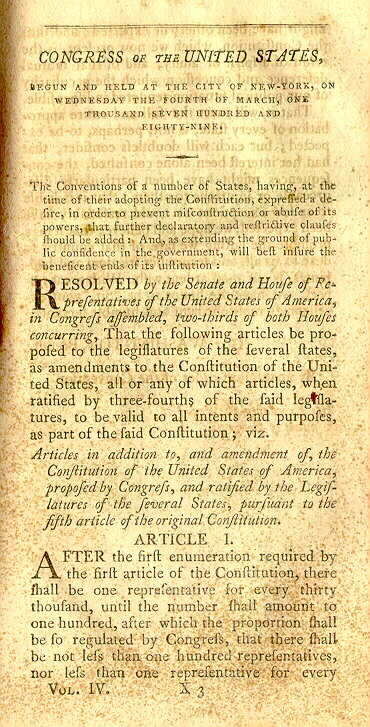 CONGRESS OF THE UNITED STATES,
BEGUN AND HELD AT THE CITY OF NEW-YORK, ON
WEDNESDAY THE FOURTH OF MARCH, ONE
THOUSAND SEVEN HUNDRED AND
EIGHTY-NINE.
The Conventions of a number of States, having, at the
time of their adopting the Conſtitution, expreſſed a de-
ſire, in order to prevent miſconſtruction or abuſe of its
powers, that further declaratory and reſtrictive clauſes
ſhould be added: And, as extending the ground of pub-
lic confidence in the government, will beſt inſure the
beneficent ends of its inſtitution:
RESOLVED by the Senate and Houſe of Re-
preſentatives of the United States of America,
in Congreſs aſſembled, two-thirds of both Houſes
concurring, That the following articles be pro-
poſed to the legiſlatures of the ſeveral ſtates,
as amendments to the Conſtitution of the Uni-
ted States, all or any of which articles, when
ratified by three-fourths of the ſaid legiſla-
tures, to be valid to all intents and purpoſes,
as part of the ſaid Conſtitution; viz.
Articles in addition to, and amendment of, the
Conſtitution of the United States of America,
propoſed by Congreſs, and ratified by the Legiſ-
latures of the ſeveral States, purſuant to the
fifth article of the original Conſtitution.
ARTICLE I.
AFTER the firſt enumeration required by
the firſt article of the Conſtitution, there
ſhall be one repreſentative for every thirty
thouſand, until the number ſhall amount to
one hundred, after which the proportion ſhall
be ſo regulated by Congreſs, that there ſhall
be not leſs than one hundred repreſentatives,
nor leſs than one repreſentative for every
VOL. IV. X 3